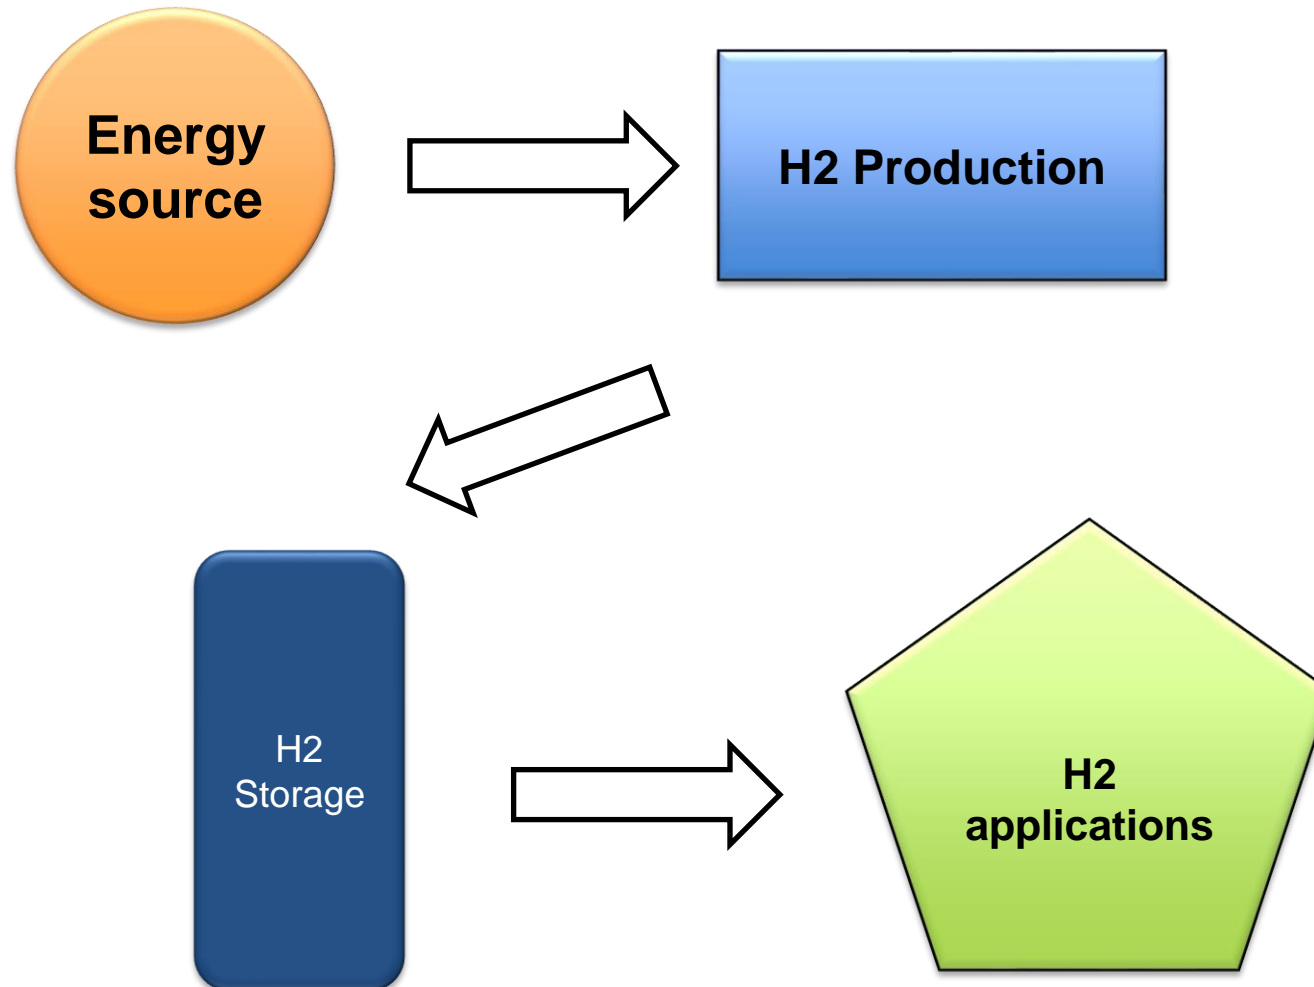 Energy
source
H2 Production
H2
Storage
H2
applications